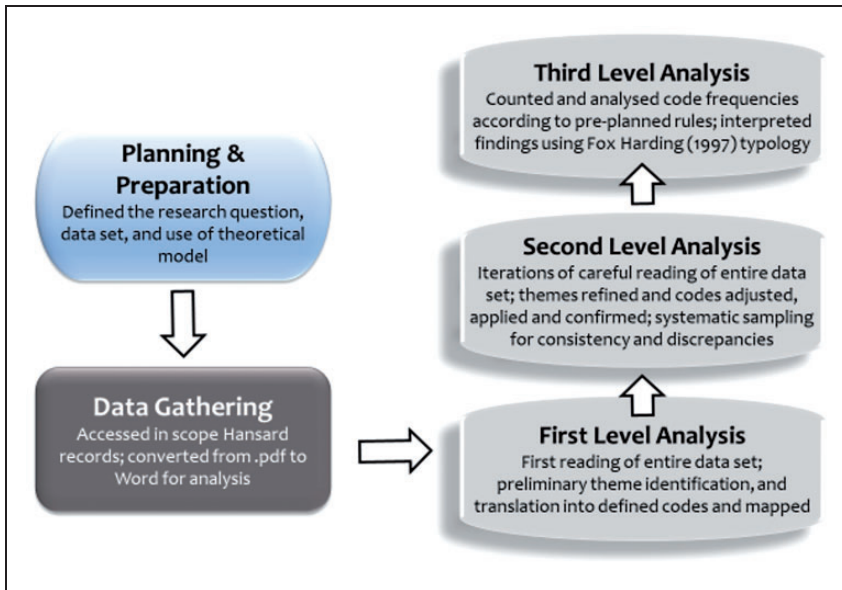 Planning &
Preparation
Defined the research question,
data set, and use of theoretical
model
Data Gathering
Accessed in scope Hansard
records; converted from .pdf to
Word for analysis
First Level Analysis
First reading of entire data set;
preliminary theme identification, and
translation into defined codes and mapped
Second Level Analysis
Iterations of careful reading of entire data
set; themes refined and codes adjusted,
applied and confirmed; systematic sampling
for consistency and discrepancies
Third Level Analysis
Counted and analysed code frequencies
according to pre-planned rules; interpreted
findings using Fox Harding (1997) typology